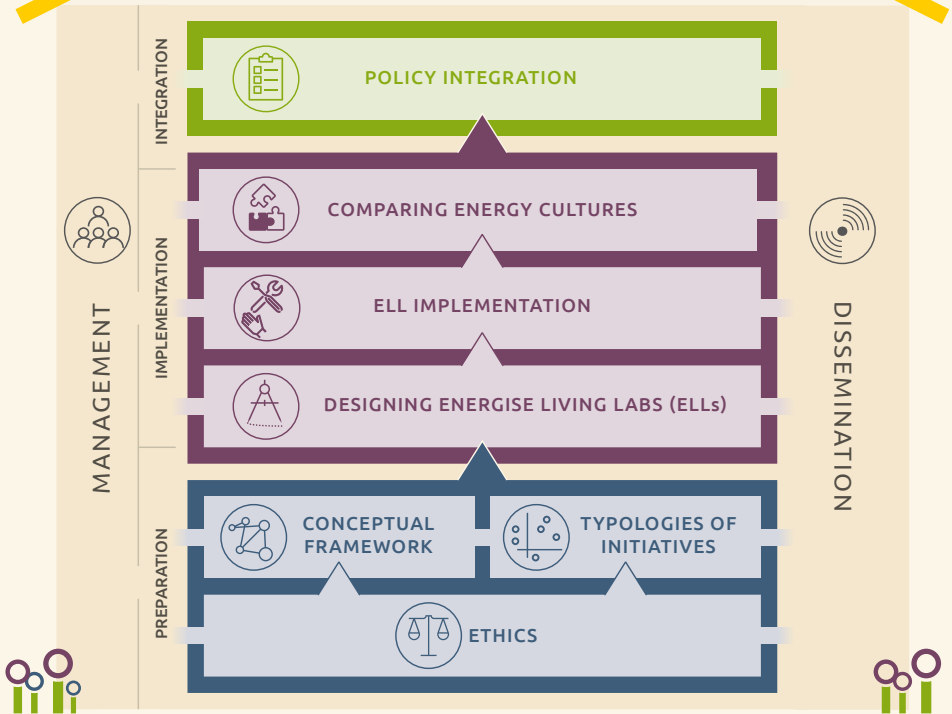 INTEGRATION
POLICY INTEGRATION
IMPLEMENTATION
COMPARING ENERGY CULTURES
ELL IMPLEMENTATION
DESIGNING ENERGISE LIVING LABS (ELLs)
MANAGEMENT
DISSEMINATION
PREPARATION
CONCEPTUAL
FRAMEWORK
TYPOLOGIES OF
INITIATIVES
ETHICS